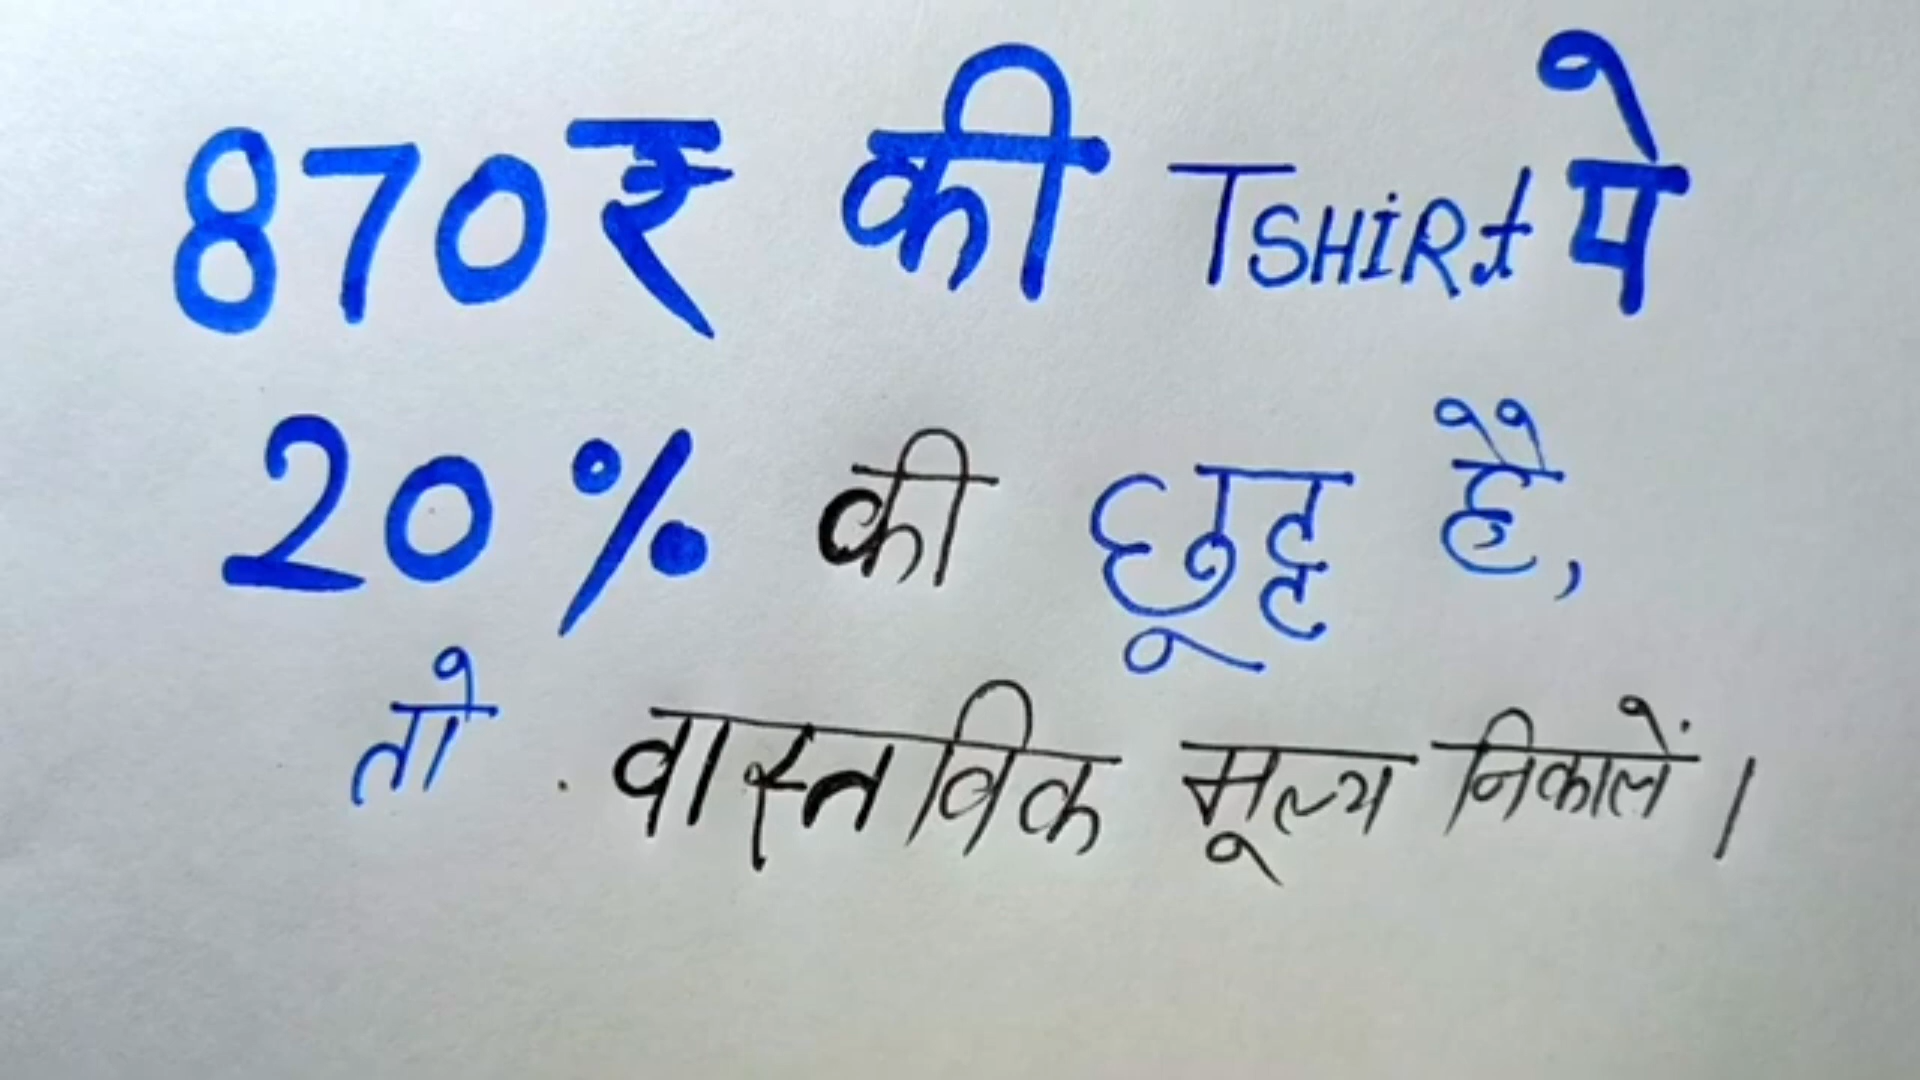 870₹ की TSHiRt पे
20% की छूट है,
तो वास्तविक मूल्य निकालें।